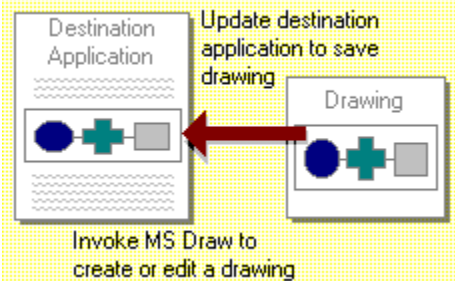 Destination
Application
Update destination
application to save
drawing
Drawing
Invoke MS Draw to
create or edit a drawing